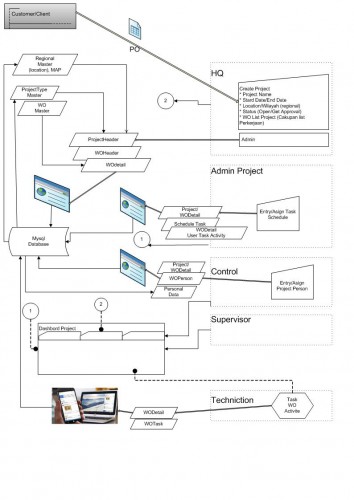 Customer/Client
PO
Regional
Master
(location), MAP
ProjectType
Master
WO
Master
ProjectHeader
WOHeader
WOdetail
HQ
2
Create Project
* Project Name
* Sterd Date/End Date
* Location/Wilayah (regional)
* Status (Open/Get Approval)
* WO List Project (Cakupan list
Perkerjaan)
Admin
Admin Project
Project/
WODetail
Schedule Task
WODetail
User Task Activity
Entry/Asign Task
Schedule
1
Mysql
Database
Control
Project/
WODetail
WOPerson
Personal
Data
Entry/Asign
Project Person
Supervisor
1
2
Dashbord Project
Techniction
WODetail
WOTask
Task
WO
Activite